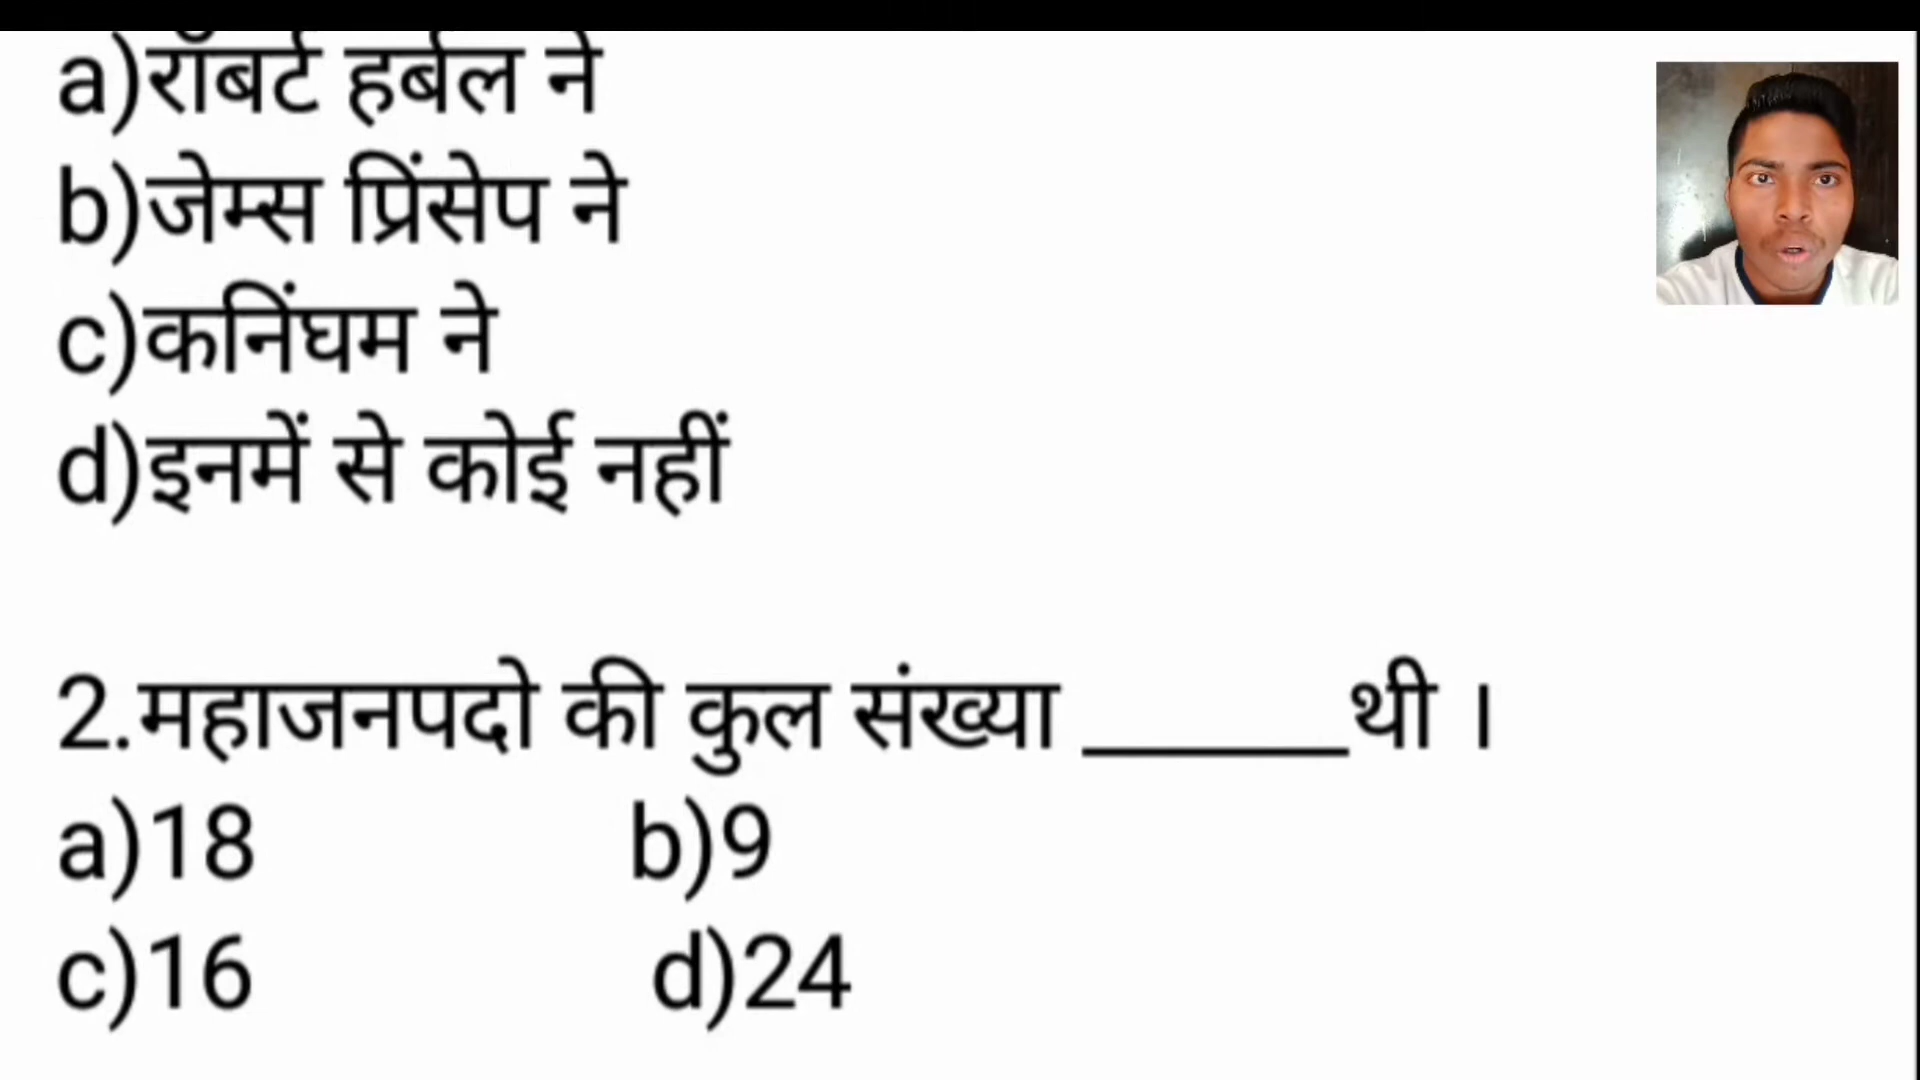 a)रॉबर्ट हर्बल ने
b)जेम्स प्रिंसेप ने
c)कनिंघम ने
d)इनमें से कोई नहीं
2.महाजनपदो की कुल संख्या ______थी ।
a)18 b)9
c)16 d)24